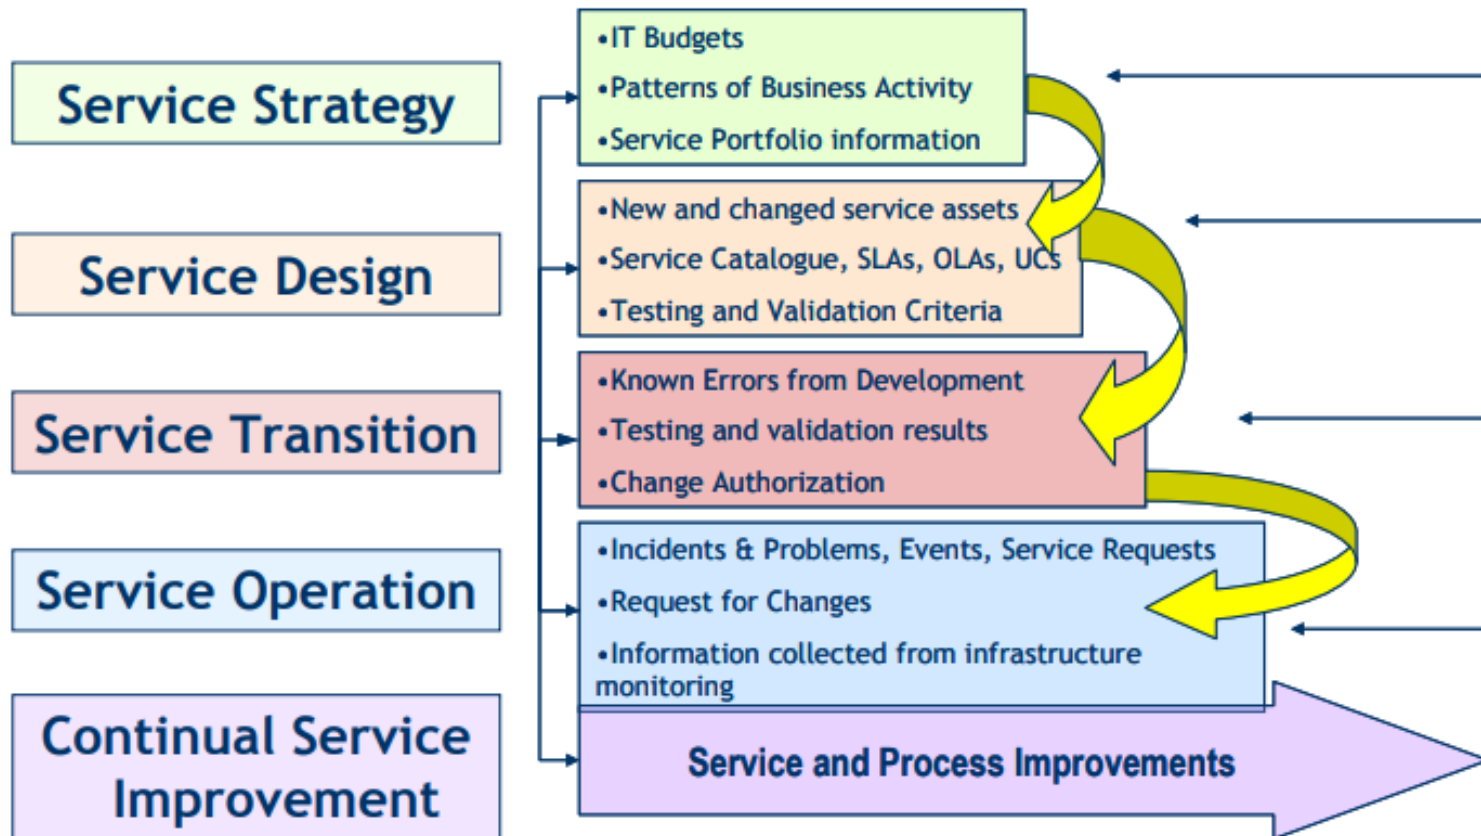 Service Strategy
•IT Budgets
•Patterns of Business Activity
•Service Portfolio information
Service Design
•New and changed service assets
•Service Catalogue, SLAs, OLAs, UCs
•Testing and Validation Criteria
Service Transition
•Known Errors from Development
•Testing and validation results
•Change Authorization
Service Operation
•Incidents & Problems, Events, Service Requests
•Request for Changes
•Information collected from infrastructure
monitoring
Continual Service
Improvement
Service and Process Improvements